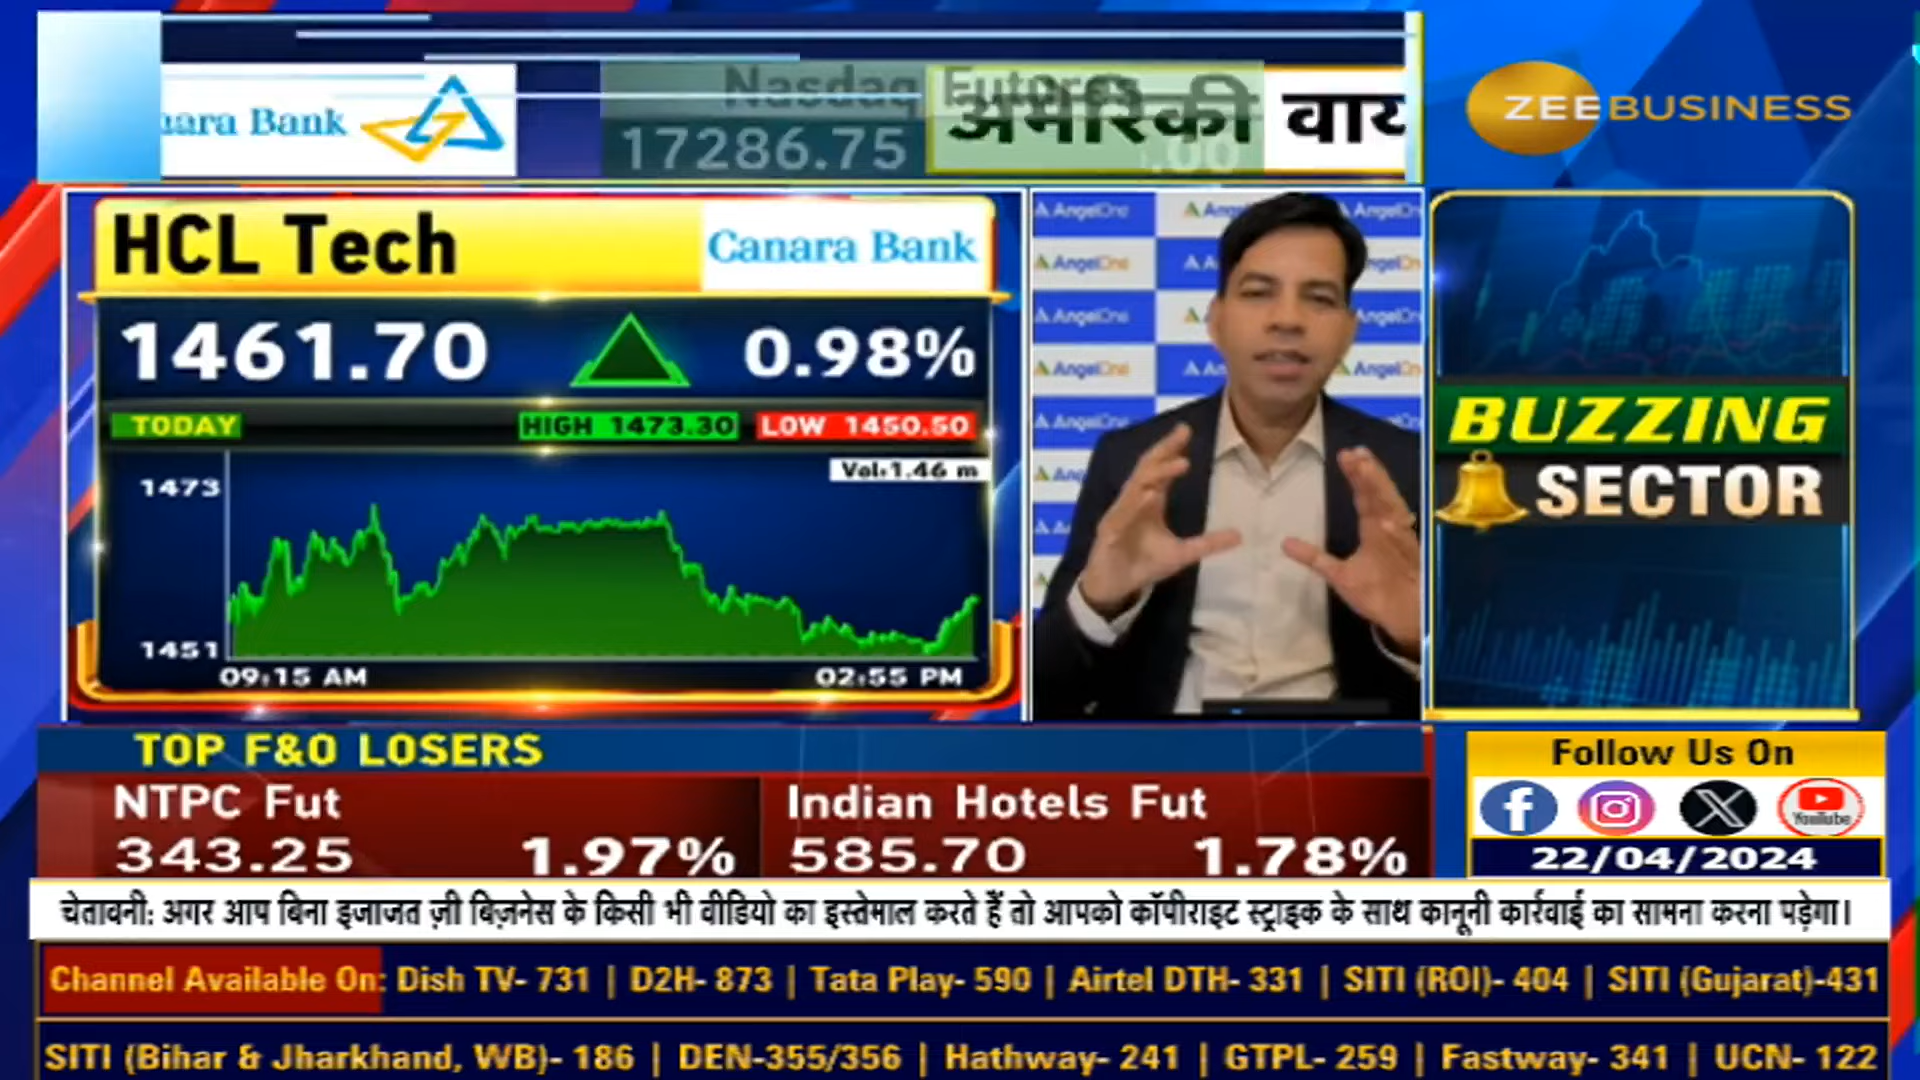 Canara Bank
Nasdaq Futures
17286.75
अमेरिकी
ZEEBUSINESS
HCL Tech
Canara Bank
1461.70 0.98%
TODAY HIGH 1473.30 LOW 1450.50
Vol:1.46 m
1473
1451
09:15 AM 02:55 PM
AngelOne
BUZZING
SECTOR
TOP F&O LOSERS
NTPC Fut
343.25 1.97%
Indian Hotels Fut
585.70 1.78%
Follow Us On
YouTube
22/04/2024
चेतावनी: अगर आप बिना इजाजत ज़ी बिज़नेस के किसी भी वीडियो का इस्तेमाल करते हैं तो आपको कॉपीराइट स्ट्राइक के साथ कानूनी कार्रवाई का सामना करना पड़ेगा।
Channel Available On: Dish TV- 731 | D2H- 873 | Tata Play- 590 | Airtel DTH- 331 | SITI (ROI)- 404 | SITI (Gujarat)-431
SITI (Bihar & Jharkhand, WB)- 186 | DEN-355/356 | Hathway- 241 | GTPL- 259 | Fastway- 341 | UCN- 122